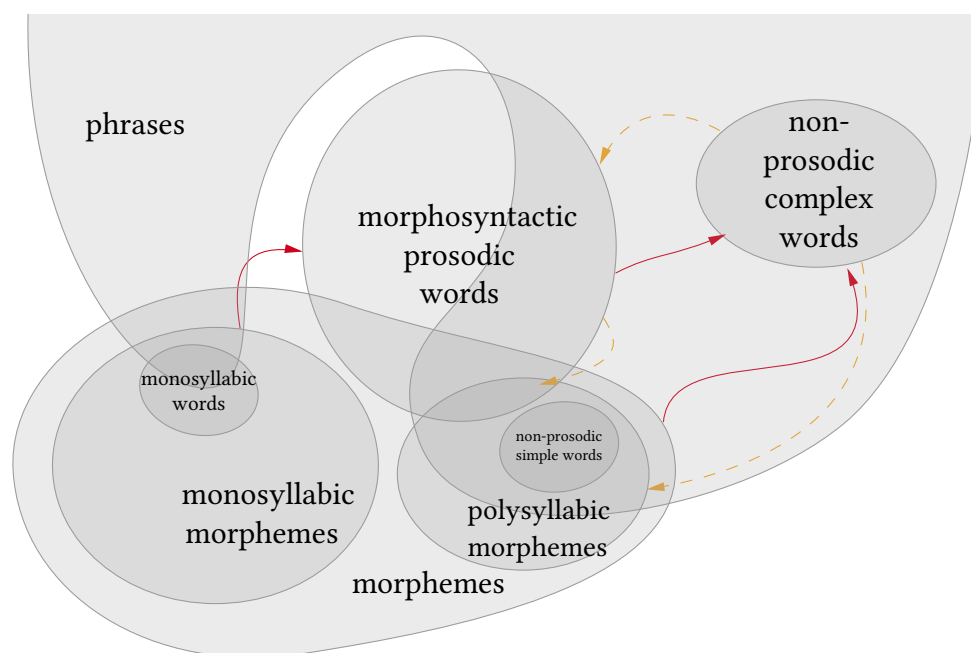 phrases
non-
prosodic
complex
words
morphosyntactic
prosodic
words
monosyllabic
words
non-prosodic
simple words
monosyllabic
morphemes
polysyllabic
morphemes
morphemes